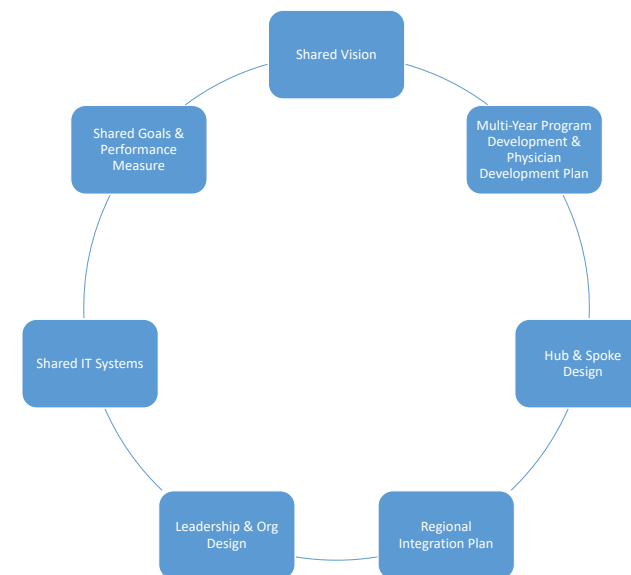 Shared Vision
Multi-Year Program
Development &
Physician
Development Plan
Hub & Spoke
Design
Regional
Integration Plan
Leadership & Org
Design
Shared IT Systems
Shared Goals &
Performance
Measure